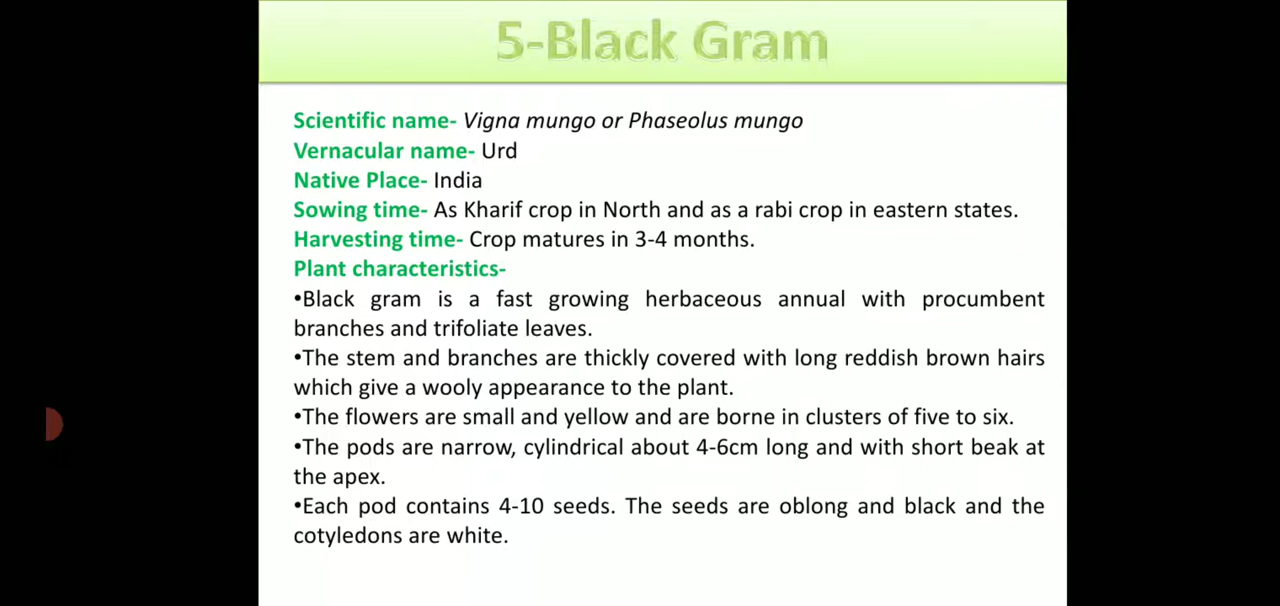 5-Black Gram
Scientific name- Vigna mungo or Phaseolus mungo
Vernacular name- Urd
Native Place- India
Sowing time- As Kharif crop in North and as a rabi crop in eastern states.
Harvesting time- Crop matures in 3-4 months.
Plant characteristics-
•Black gram is a fast growing herbaceous annual with procumbent
branches and trifoliate leaves.
•The stem and branches are thickly covered with long reddish brown hairs
which give a wooly appearance to the plant.
•The flowers are small and yellow and are borne in clusters of five to six.
•The pods are narrow, cylindrical about 4-6cm long and with short beak at
the apex.
•Each pod contains 4-10 seeds. The seeds are oblong and black and the
cotyledons are white.